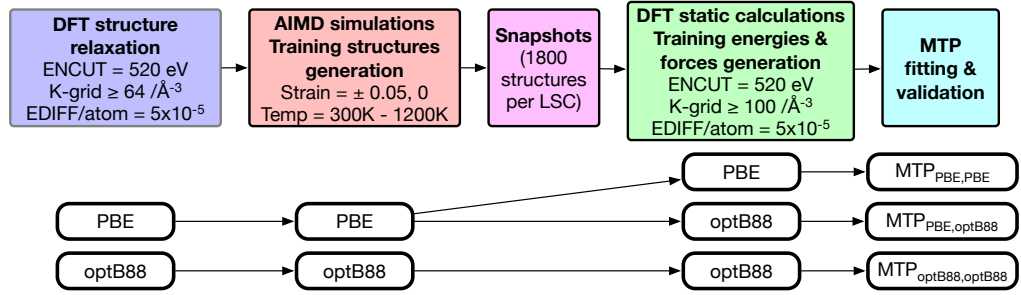 DFT structure
relaxation
ENCUT = 520 eV
K-grid ≥ 64 /Å⁻³
EDIFF/atom = 5x10⁻⁵
AIMD simulations
Training structures
generation
Strain = ± 0.05, 0
Temp = 300K - 1200K
Snapshots
(1800
structures
per LSC)
DFT static calculations
Training energies &
forces generation
ENCUT = 520 eV
K-grid ≥ 100 /Å⁻³
EDIFF/atom = 5x10⁻⁵
MTP
fitting &
validation
PBE
MTP_PBE,PBE
PBE
PBE
optB88
MTP_PBE,optB88
optB88
optB88
optB88
MTP_optB88,optB88